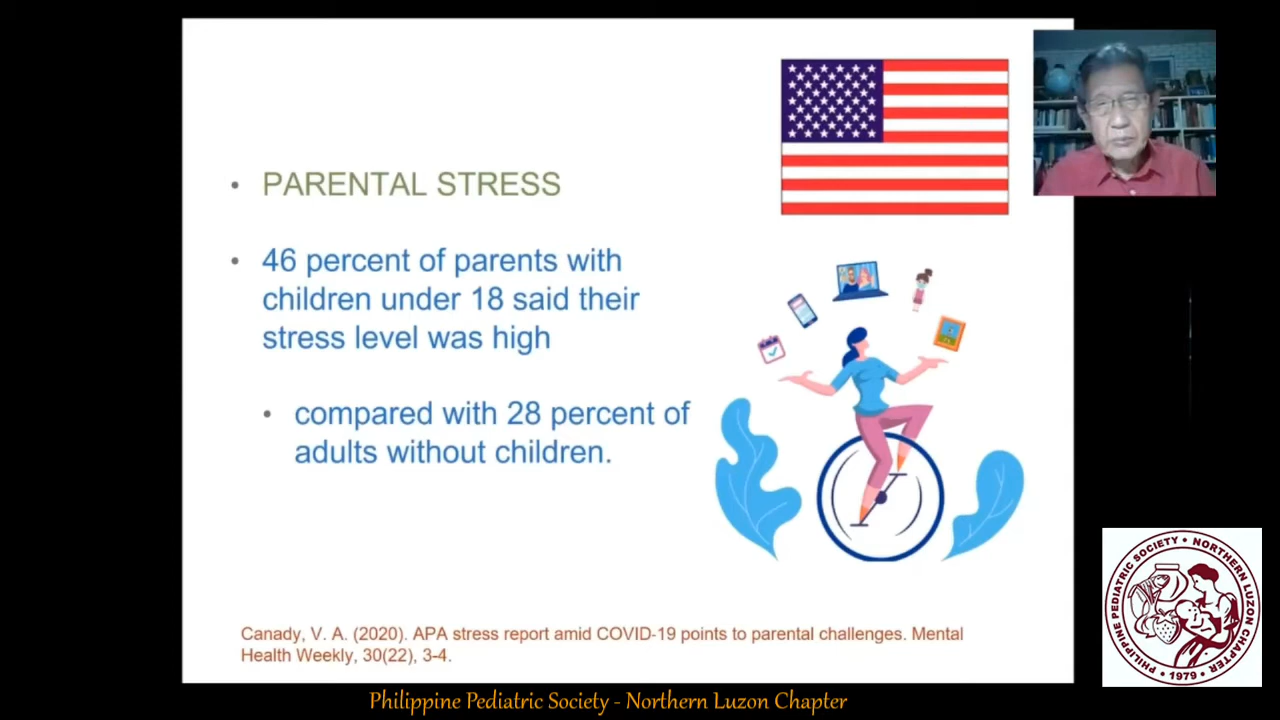 PARENTAL STRESS
46 percent of parents with
children under 18 said their
stress level was high
compared with 28 percent of
adults without children.
Canady, V. A. (2020). APA stress report amid COVID-19 points to parental challenges. Mental
Health Weekly, 30(22), 3-4.
PHILIPPINE PEDIATRIC SOCIETY • NORTHERN LUZON CHAPTER •
1979
Philippine Pediatric Society - Northern Luzon Chapter